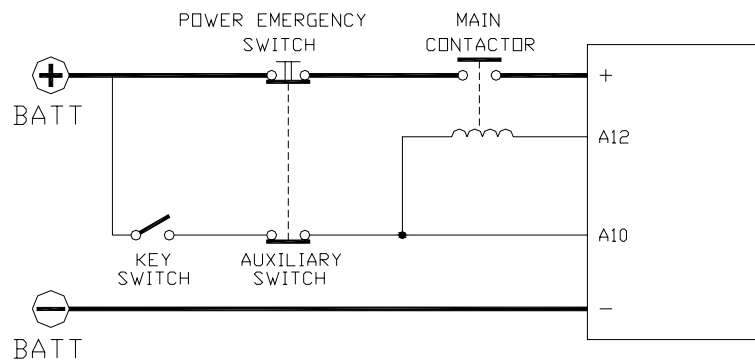 POWER EMERGENCY
SWITCH
MAIN
CONTACTOR
+
BATT
+
A12
A10
KEY
SWITCH
AUXILIARY
SWITCH
-
BATT
-